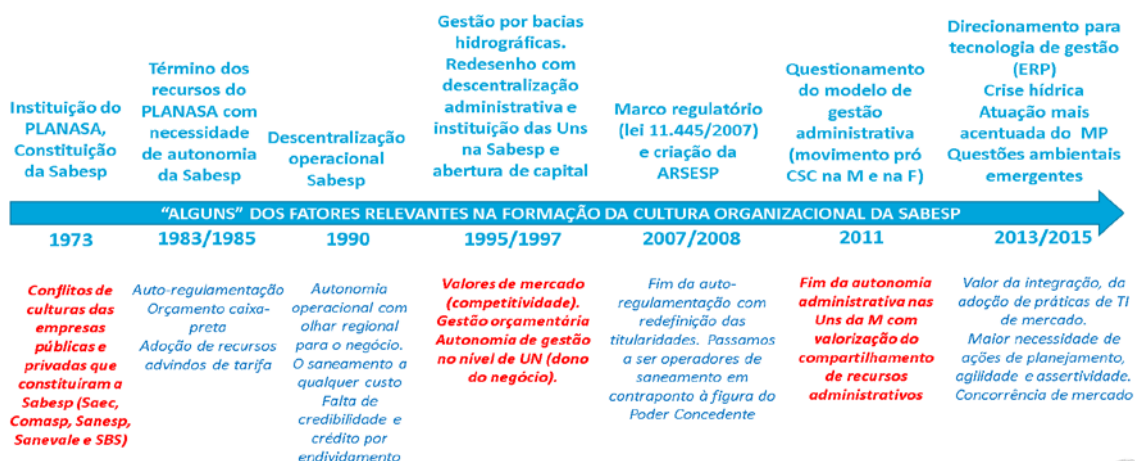 Instituição do
PLANASA,
Constituição
da Sabesp
Término dos
recursos do
PLANASA com
necessidade
de autonomia
da Sabesp
Descentralização
operacional
Sabesp
Gestão por bacias
hidrográficas.
Redesenho com
descentralização
administrativa e
instituição das Uns
na Sabesp e
abertura de capital
Marco regulatório
(lei 11.445/2007)
e criação da
ARSESP
Questionamento
do modelo de
gestão
administrativa
(movimento pró
CSC na M e na F)
Direcionamento para
tecnologia de gestão
(ERP)
Crise hídrica
Atuação mais
acentuada do MP
Questões ambientais
emergentes
"ALGUNS" DOS FATORES RELEVANTES NA FORMAÇÃO DA CULTURA ORGANIZACIONAL DA SABESP
1973
1983/1985
1990
1995/1997
2007/2008
2011
2013/2015
Conflitos de
culturas das
empresas
públicas e
privadas que
constituíram a
Sabesp (Saec,
Comasp, Sanesp,
Sanevale e SBS)
Auto-regulamentação
Orçamento caixa-
preta
Adoção de recursos
advindos de tarifa
Autonomia
operacional com
olhar regional
para o negócio.
O saneamento a
qualquer custo
Falta de
credibilidade e
crédito por
endividamento
Valores de mercado
(competitividade).
Gestão orçamentária
Autonomia de gestão
no nível de UN (dono
do negócio).
Fim da auto-
regulamentação com
redefinição das
titularidades. Passamos
a ser operadores de
saneamento em
contraponto à figura do
Poder Concedente
Fim da autonomia
administrativa nas
Uns da M com
valorização do
compartilhamento
de recursos
administrativos
Valor da integração, da
adoção de práticas de TI
de mercado.
Maior necessidade de
ações de planejamento,
agilidade e assertividade.
Concorrência de mercado